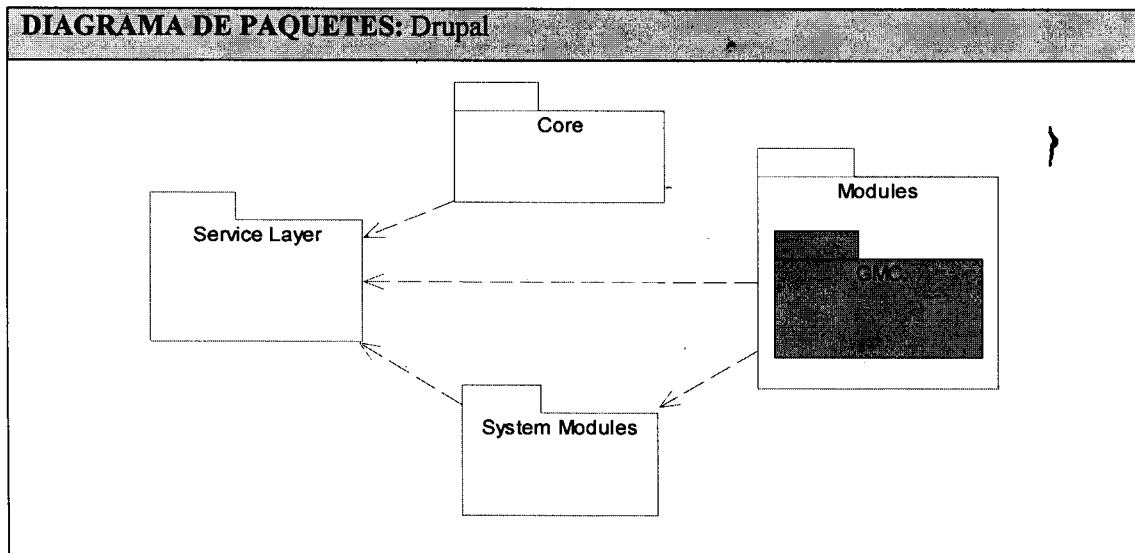 DIAGRAMA DE PAQUETES: Drupal
Core
Modules
Service Layer
GMC
System Modules